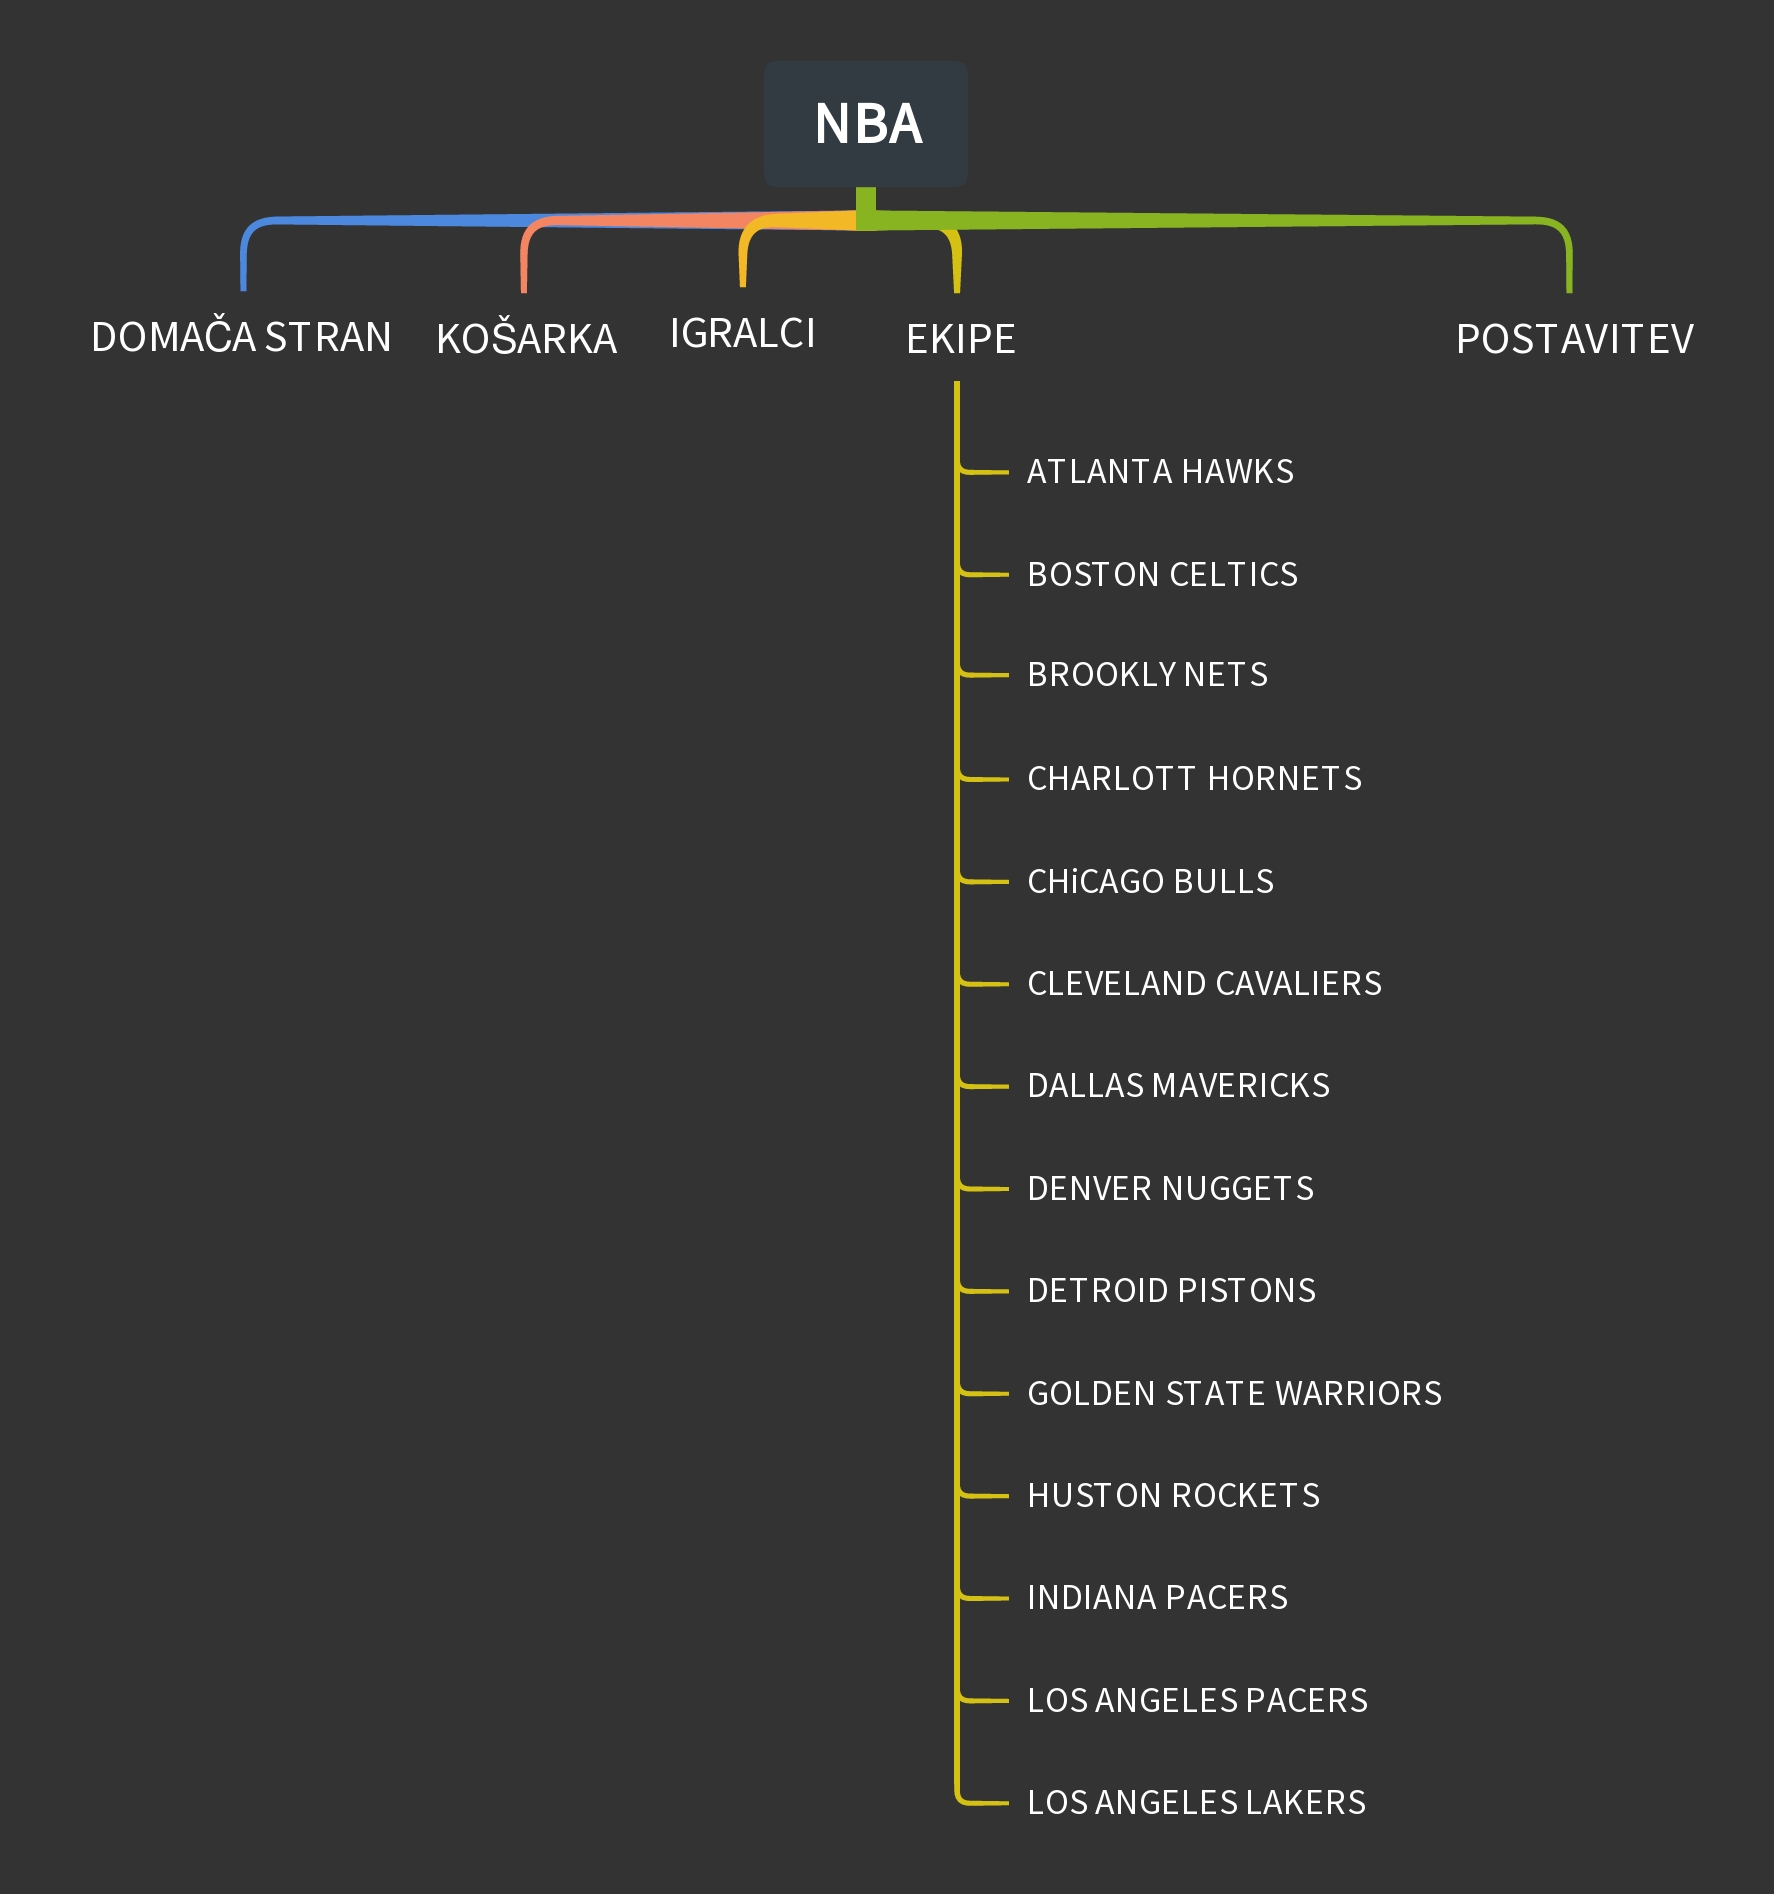 NBA
DOMAČA STRAN
KOŠARKA
IGRALCI
EKIPE
POSTAVITEV
ATLANTA HAWKS
BOSTON CELTICS
BROOKLY NETS
CHARLOTT HORNETS
CHiCAGO BULLS
CLEVELAND CAVALIERS
DALLAS MAVERICKS
DENVER NUGGETS
DETROID PISTONS
GOLDEN STATE WARRIORS
HUSTON ROCKETS
INDIANA PACERS
LOS ANGELES PACERS
LOS ANGELES LAKERS